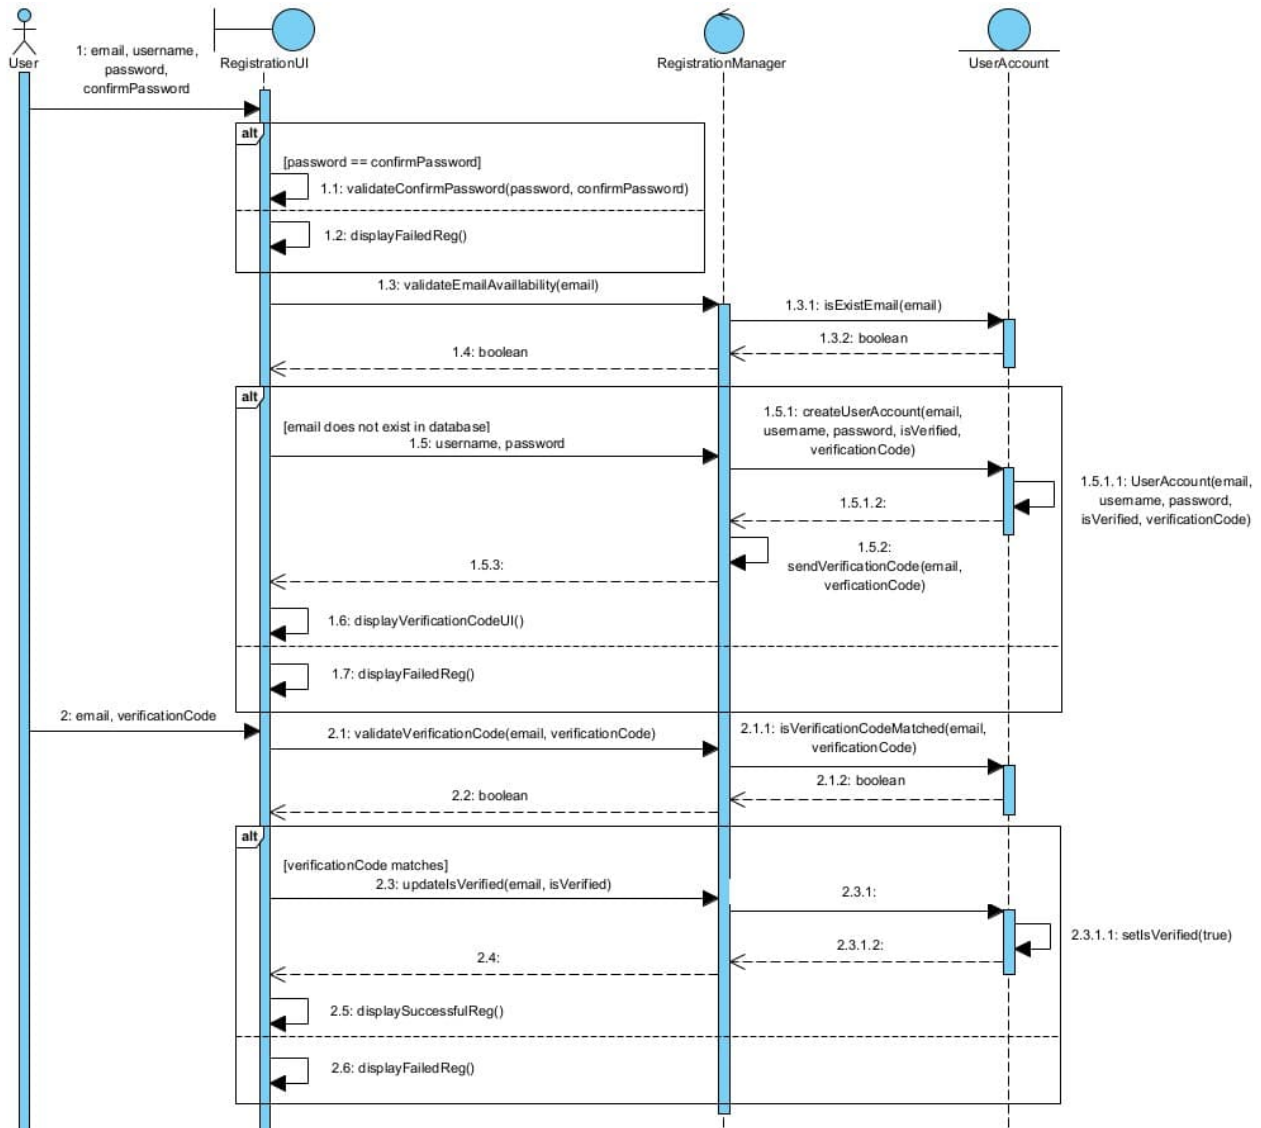 User
RegistrationUI
RegistrationManager
UserAccount
1: email, username,
password,
confirmPassword
alt
[password == confirmPassword]
1.1: validateConfirmPassword(password, confirmPassword)
1.2: displayFailedReg()
1.3: validateEmailAvaillability(email)
1.3.1: isExistEmail(email)
1.3.2: boolean
1.4: boolean
alt
[email does not exist in database]
1.5: username, password
1.5.1: createUserAccount(email,
username, password, isVerified,
verificationCode)
1.5.1.1: UserAccount(email,
username, password,
isVerified, verificationCode)
1.5.1.2:
1.5.2:
sendVerificationCode(email,
verficationCode)
1.5.3:
1.6: displayVerificationCodeUI()
1.7: displayFailedReg()
2: email, verificationCode
2.1: validateVerificationCode(email, verificationCode)
2.1.1: isVerificationCodeMatched(email,
verificationCode)
2.1.2: boolean
2.2: boolean
alt
[verificationCode matches]
2.3: updateIsVerified(email, isVerified)
2.3.1:
2.3.1.1: setIsVerified(true)
2.3.1.2:
2.4:
2.5: displaySuccessfulReg()
2.6: displayFailedReg()